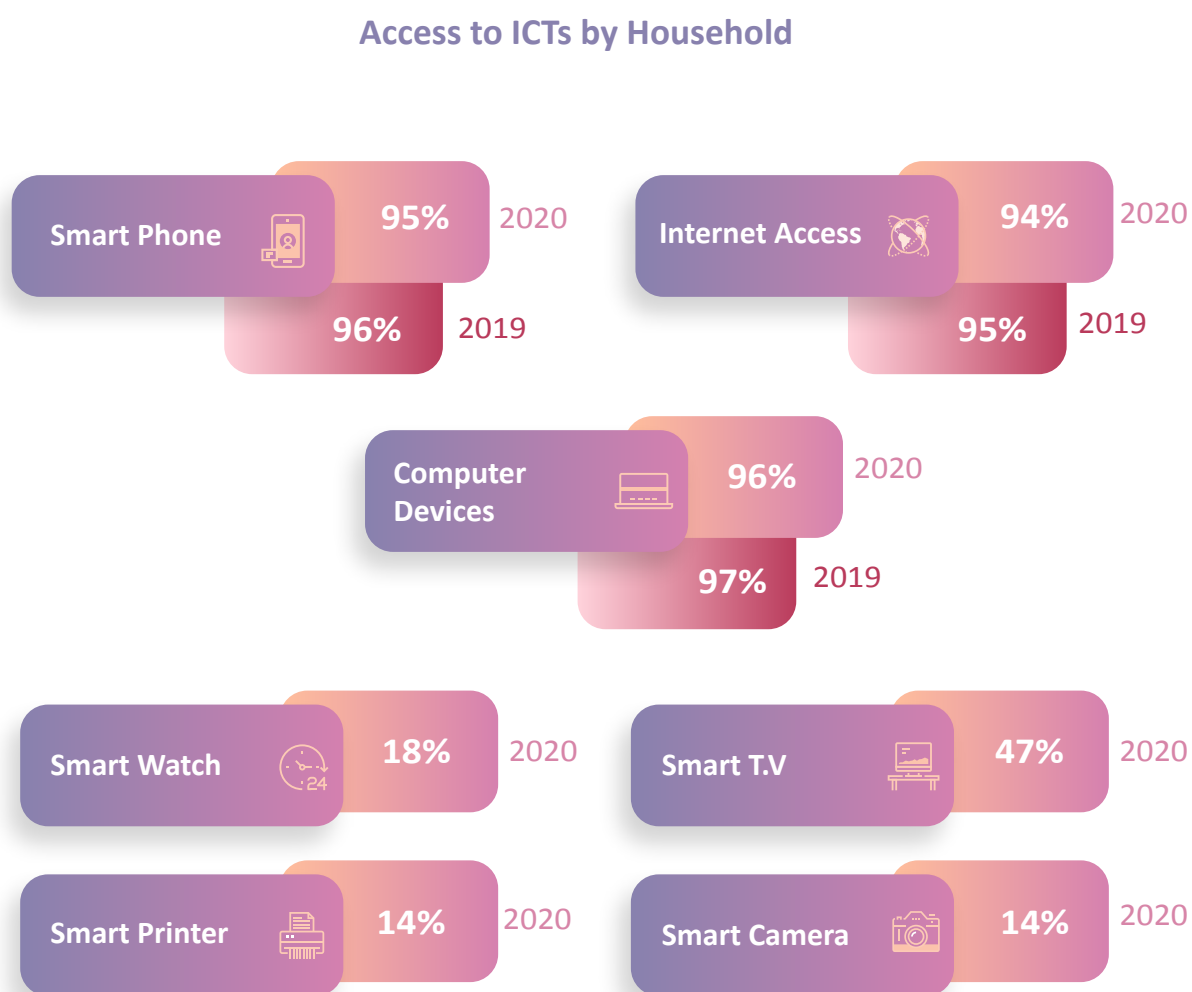 Access to ICTs by Household
Smart Phone
95%
2020
96%
2019
Internet Access
94%
2020
95%
2019
Computer
Devices
96%
2020
97%
2019
Smart Watch
24
18%
2020
Smart T.V
47%
2020
Smart Printer
14%
2020
Smart Camera
14%
2020